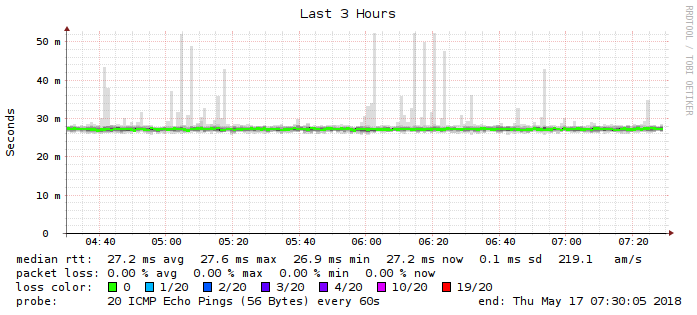 Last 3 Hours
RRDTOOL / TOBI OETIKER
Seconds
50 m
40 m
30 m
20 m
10 m
0
04:40 05:00 05:20 05:40 06:00 06:20 06:40 07:00 07:20
median rtt: 27.2 ms avg 27.6 ms max 26.9 ms min 27.2 ms now 0.1 ms sd 219.1 am/s
packet loss: 0.00 % avg 0.00 % max 0.00 % min 0.00 % now
loss color: 0 1/20 2/20 3/20 4/20 10/20 19/20
probe: 20 ICMP Echo Pings (56 Bytes) every 60s end: Thu May 17 07:30:05 2018